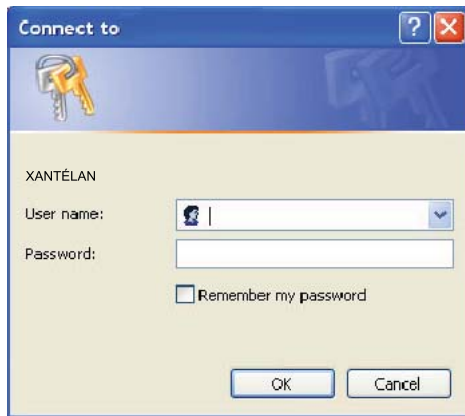 Connect to
?
XANTÉLAN
User name:
Password:
Remember my password
OK
Cancel